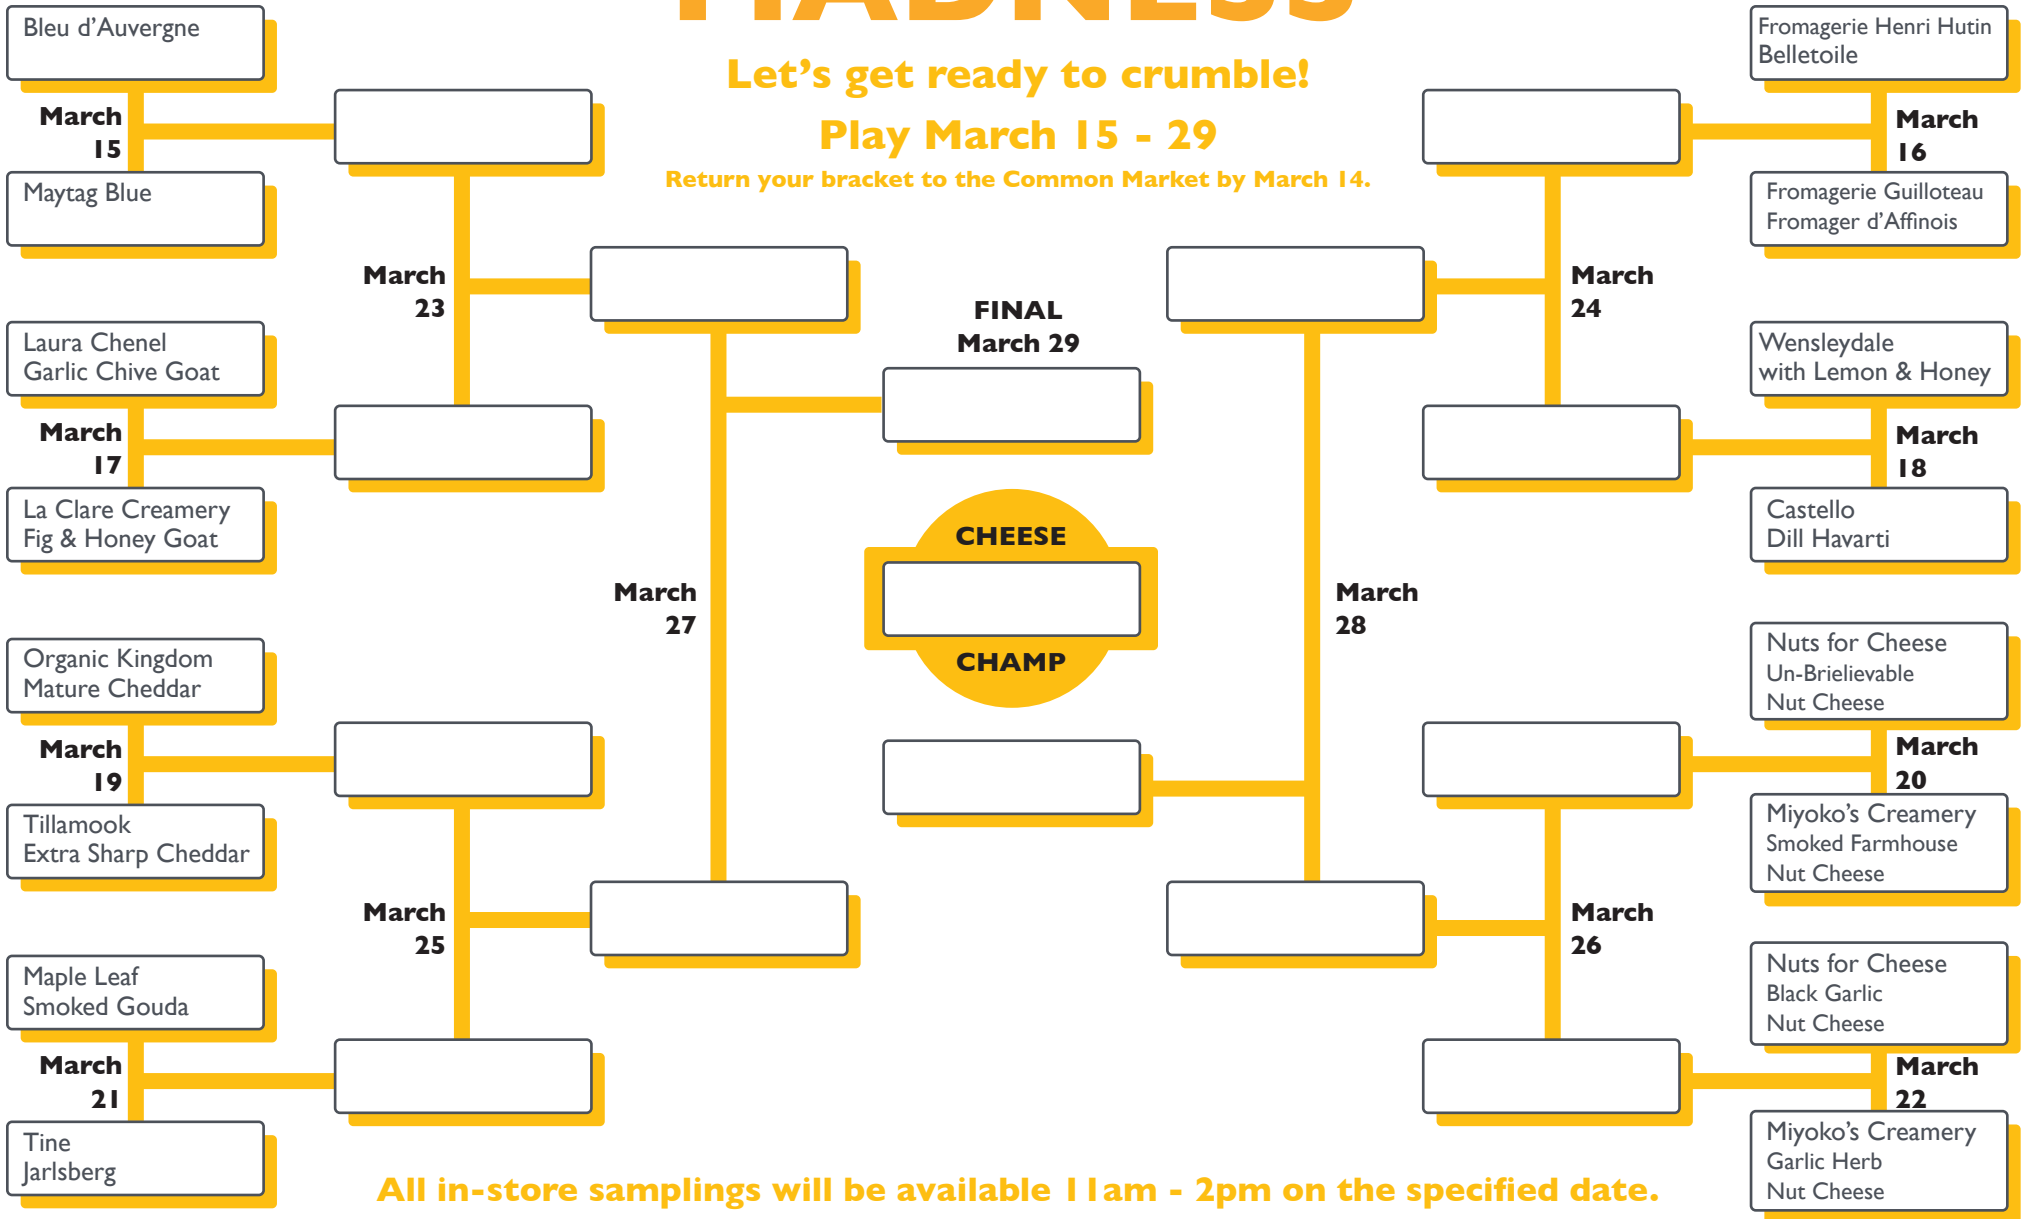 MADNESS
Let's get ready to crumble!
Play March 15 - 29
Return your bracket to the Common Market by March 14.
Bleu d'Auvergne
March
15
Maytag Blue
March
23
Laura Chenel
Garlic Chive Goat
March
17
La Clare Creamery
Fig & Honey Goat
March
27
Organic Kingdom
Mature Cheddar
March
19
Tillamook
Extra Sharp Cheddar
March
25
Maple Leaf
Smoked Gouda
March
21
Tine
Jarlsberg
FINAL
March 29
CHEESE
CHAMP
Fromagerie Henri Hutin
Belletoile
March
16
Fromagerie Guilloteau
Fromager d'Affinois
March
24
Wensleydale
with Lemon & Honey
March
18
Castello
Dill Havarti
March
28
Nuts for Cheese
Un-Brielievable
Nut Cheese
March
20
Miyoko's Creamery
Smoked Farmhouse
Nut Cheese
March
26
Nuts for Cheese
Black Garlic
Nut Cheese
March
22
Miyoko's Creamery
Garlic Herb
Nut Cheese
All in-store samplings will be available 11am - 2pm on the specified date.